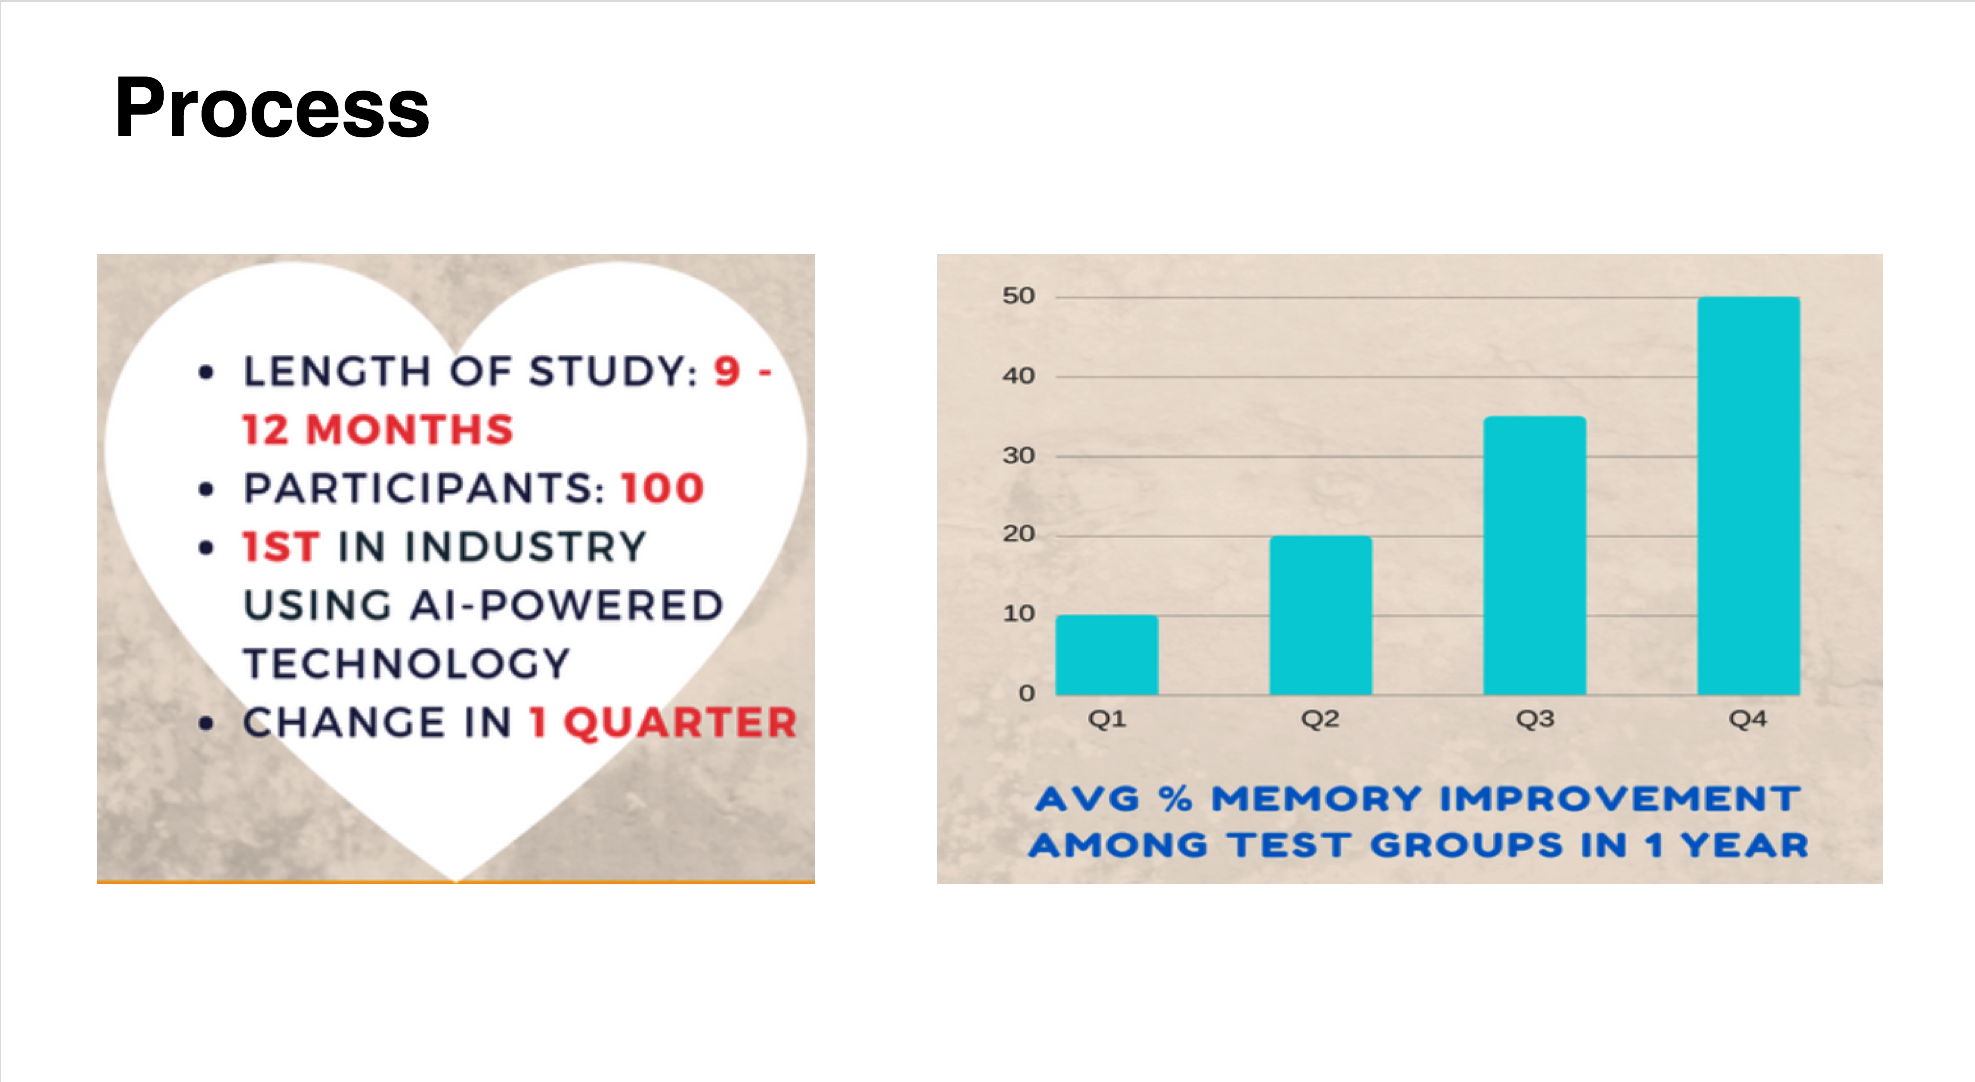 Process
• LENGTH OF STUDY: 9 -
12 MONTHS
• PARTICIPANTS: 100
• 1ST IN INDUSTRY
USING AI-POWERED
TECHNOLOGY
• CHANGE IN 1 QUARTER
50
40
30
20
10
0
Q1 Q2 Q3 Q4
AVG % MEMORY IMPROVEMENT
AMONG TEST GROUPS IN 1 YEAR